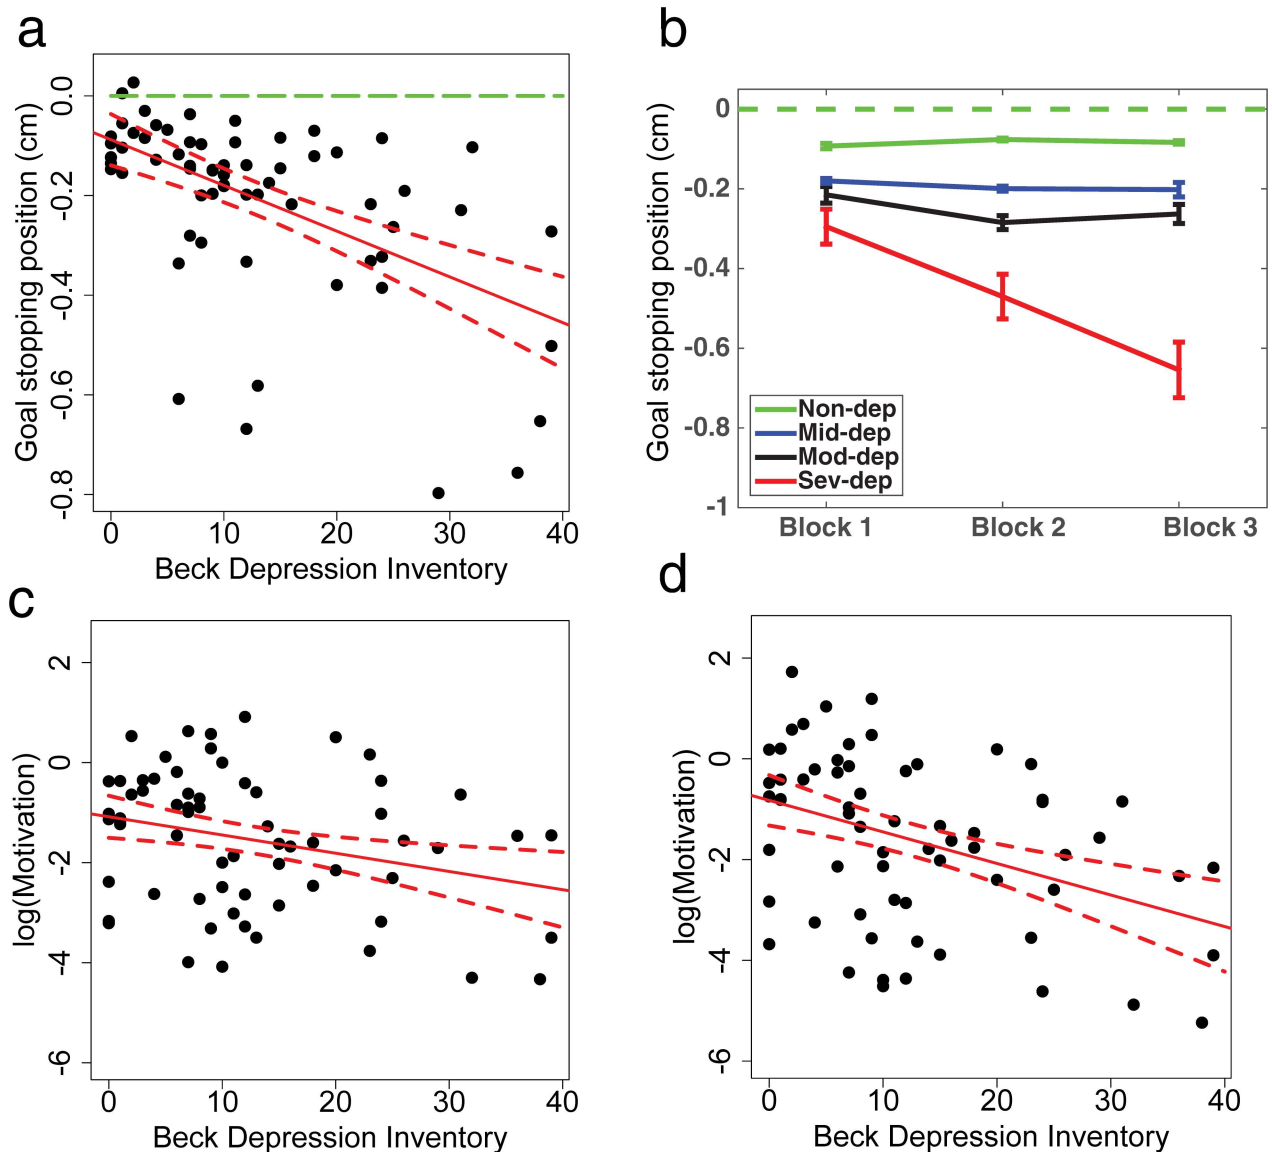 a
Goal stopping position (cm)
0.0
-0.2
-0.4
-0.6
-0.8
0 10 20 30 40
Beck Depression Inventory
b
Goal stopping position (cm)
0
-0.2
-0.4
-0.6
-0.8
-1
Non-dep
Mid-dep
Mod-dep
Sev-dep
Block 1 Block 2 Block 3
c
log(Motivation)
2
0
-2
-4
-6
0 10 20 30 40
Beck Depression Inventory
d
log(Motivation)
2
0
-2
-4
-6
0 10 20 30 40
Beck Depression Inventory